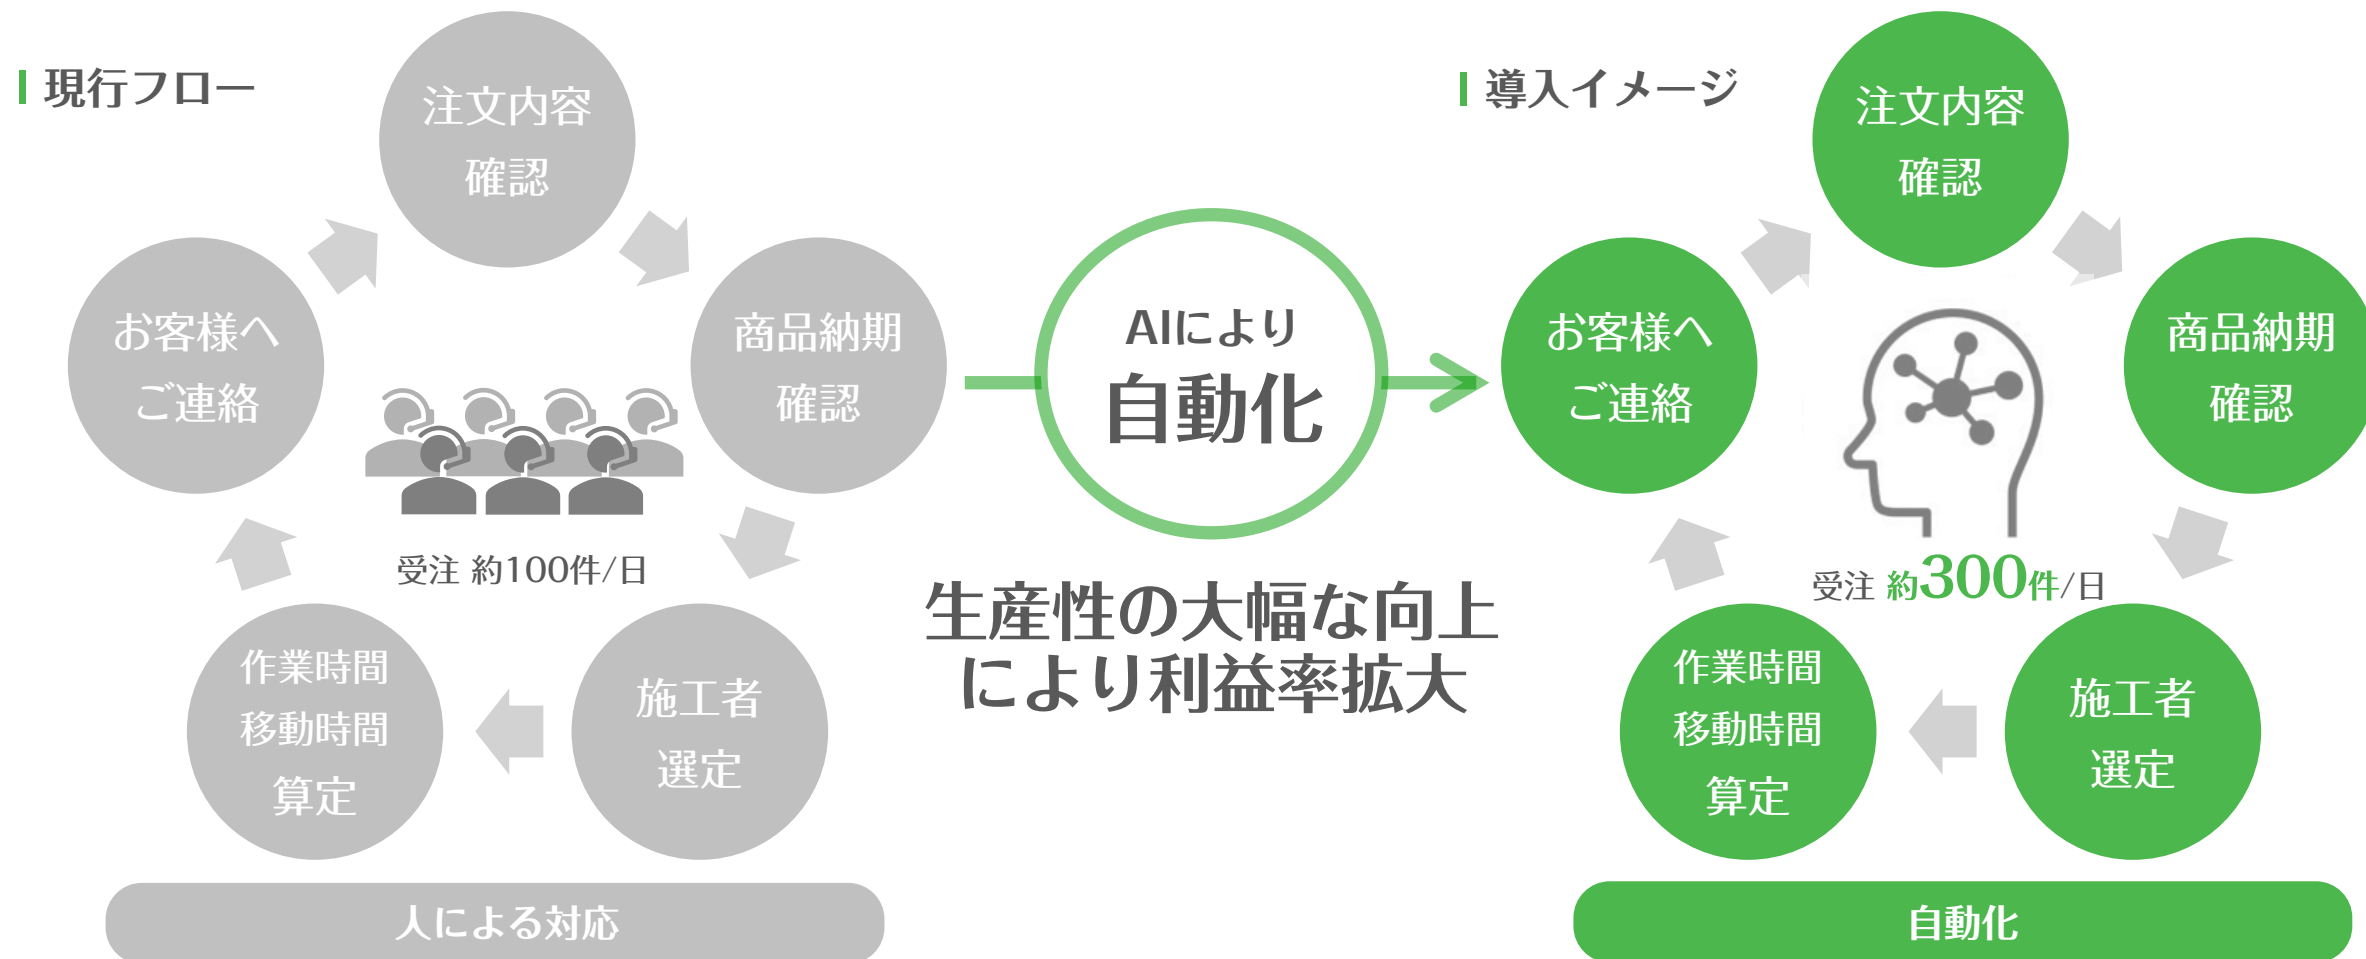 現行フロー
注文内容
確認
商品納期
確認
施工者
選定
作業時間
移動時間
算定
お客様へ
ご連絡
受注 約100件/日
人による対応
AIにより
自動化
生産性の大幅な向上
により利益率拡大
導入イメージ
注文内容
確認
商品納期
確認
施工者
選定
作業時間
移動時間
算定
お客様へ
ご連絡
受注 約300件/日
自動化